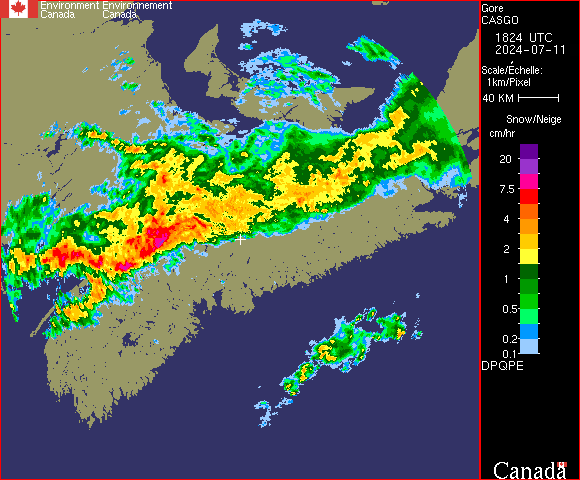 Environment Environnement
Canada Canada
Gore
CASGO
1824 UTC
2024-07-11
Scale/Echelle:
1km/Pixel
40 KM
Snow/Neige
cm/hr
20
7.5
4
2
1
0.5
0.2
0.1
DPQPE
Canada